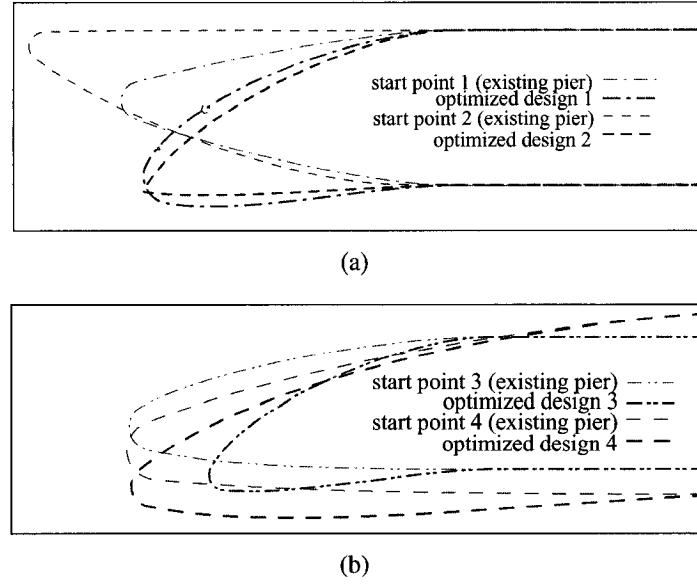 start point 1 (existing pier)
optimized design 1
start point 2 (existing pier)
optimized design 2
(a)
start point 3 (existing pier)
optimized design 3
start point 4 (existing pier)
optimized design 4
(b)